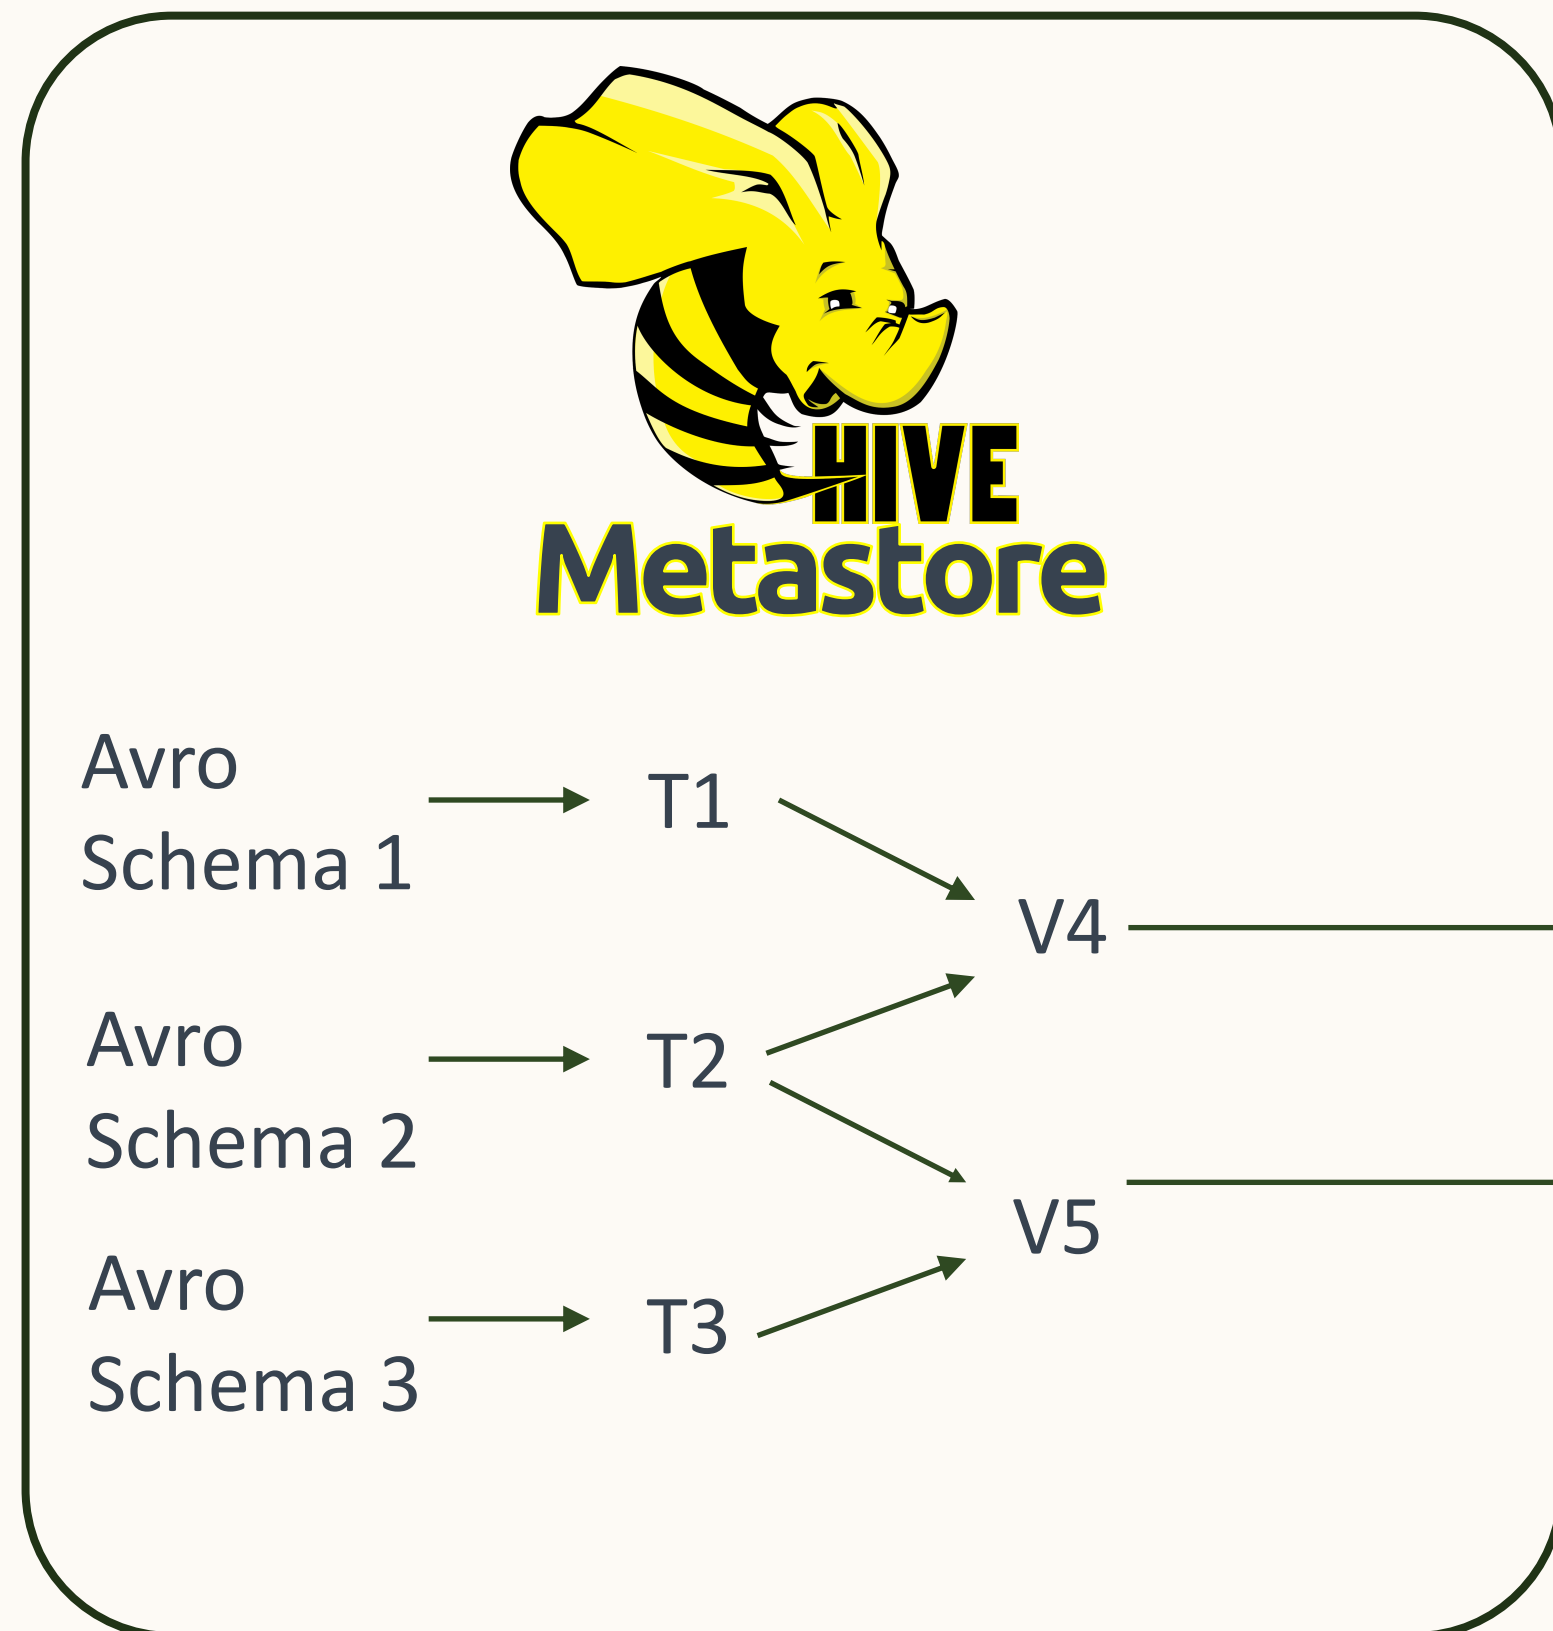 HIVE
Metastore
Avro
Schema 1
T1
V4
Avro
Schema 2
T2
V5
Avro
Schema 3
T3